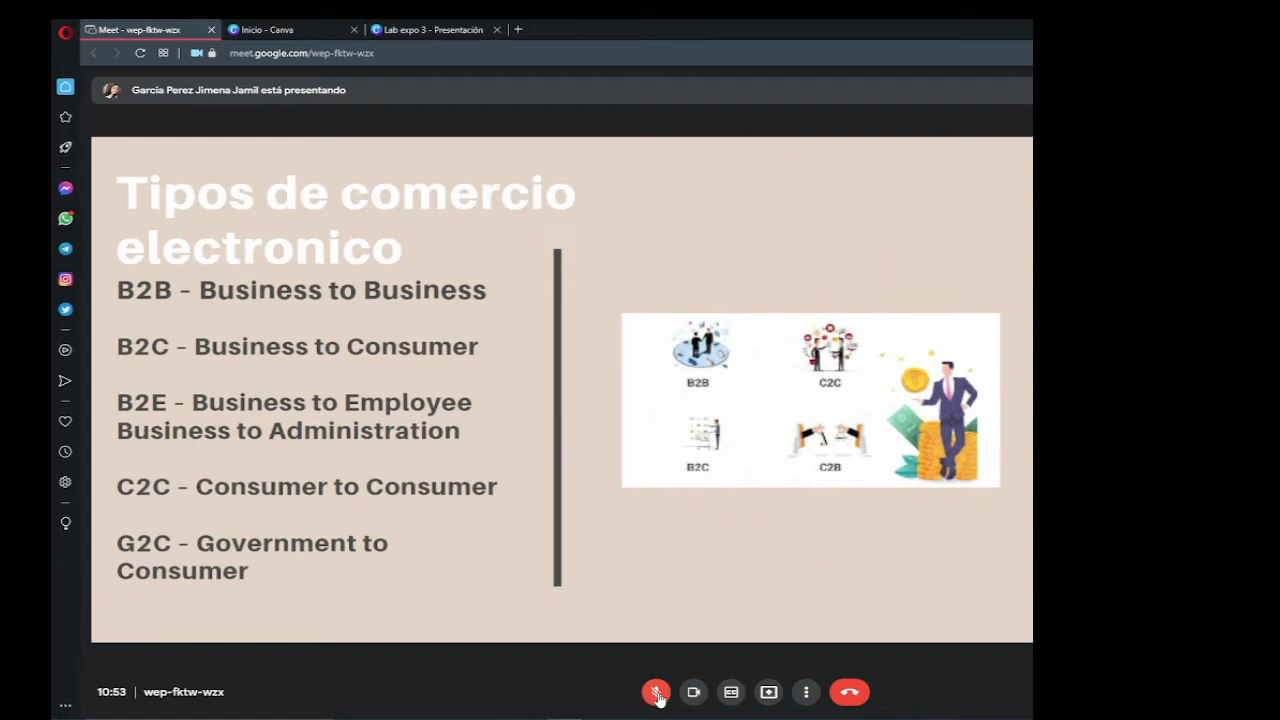 Meet - wep-fktw-wzx
Inicio - Canva
Lab expo 3 - Presentación
meet.google.com/wep-fktw-wzx
Garcia Perez Jimena Jamil está presentando
Tipos de comercio
electronico
B2B - Business to Business
B2C - Business to Consumer
B2E - Business to Employee
Business to Administration
C2C - Consumer to Consumer
G2C - Government to
Consumer
B2B
C2C
B2C
C2B
10:53 | wep-fktw-wzx